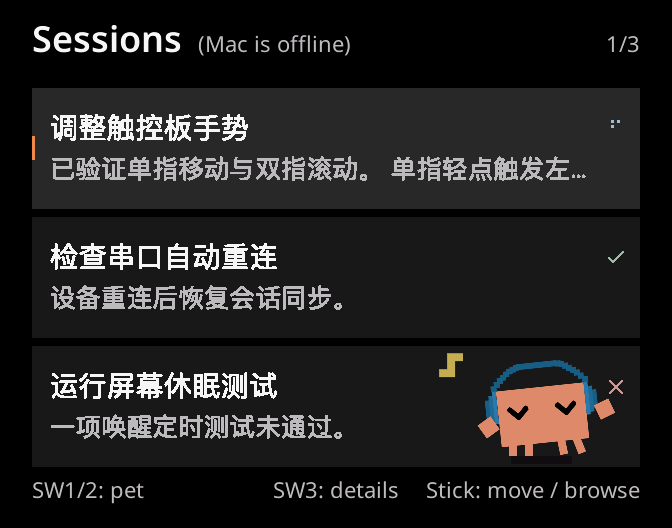 Sessions (Mac is offline) 1/3
调整触控板手势
已验证单指移动与双指滚动。 单指轻点触发左...
检查串口自动重连
设备重连后恢复会话同步。
运行屏幕休眠测试
一项唤醒定时测试未通过。
SW1/2: pet SW3: details Stick: move / browse